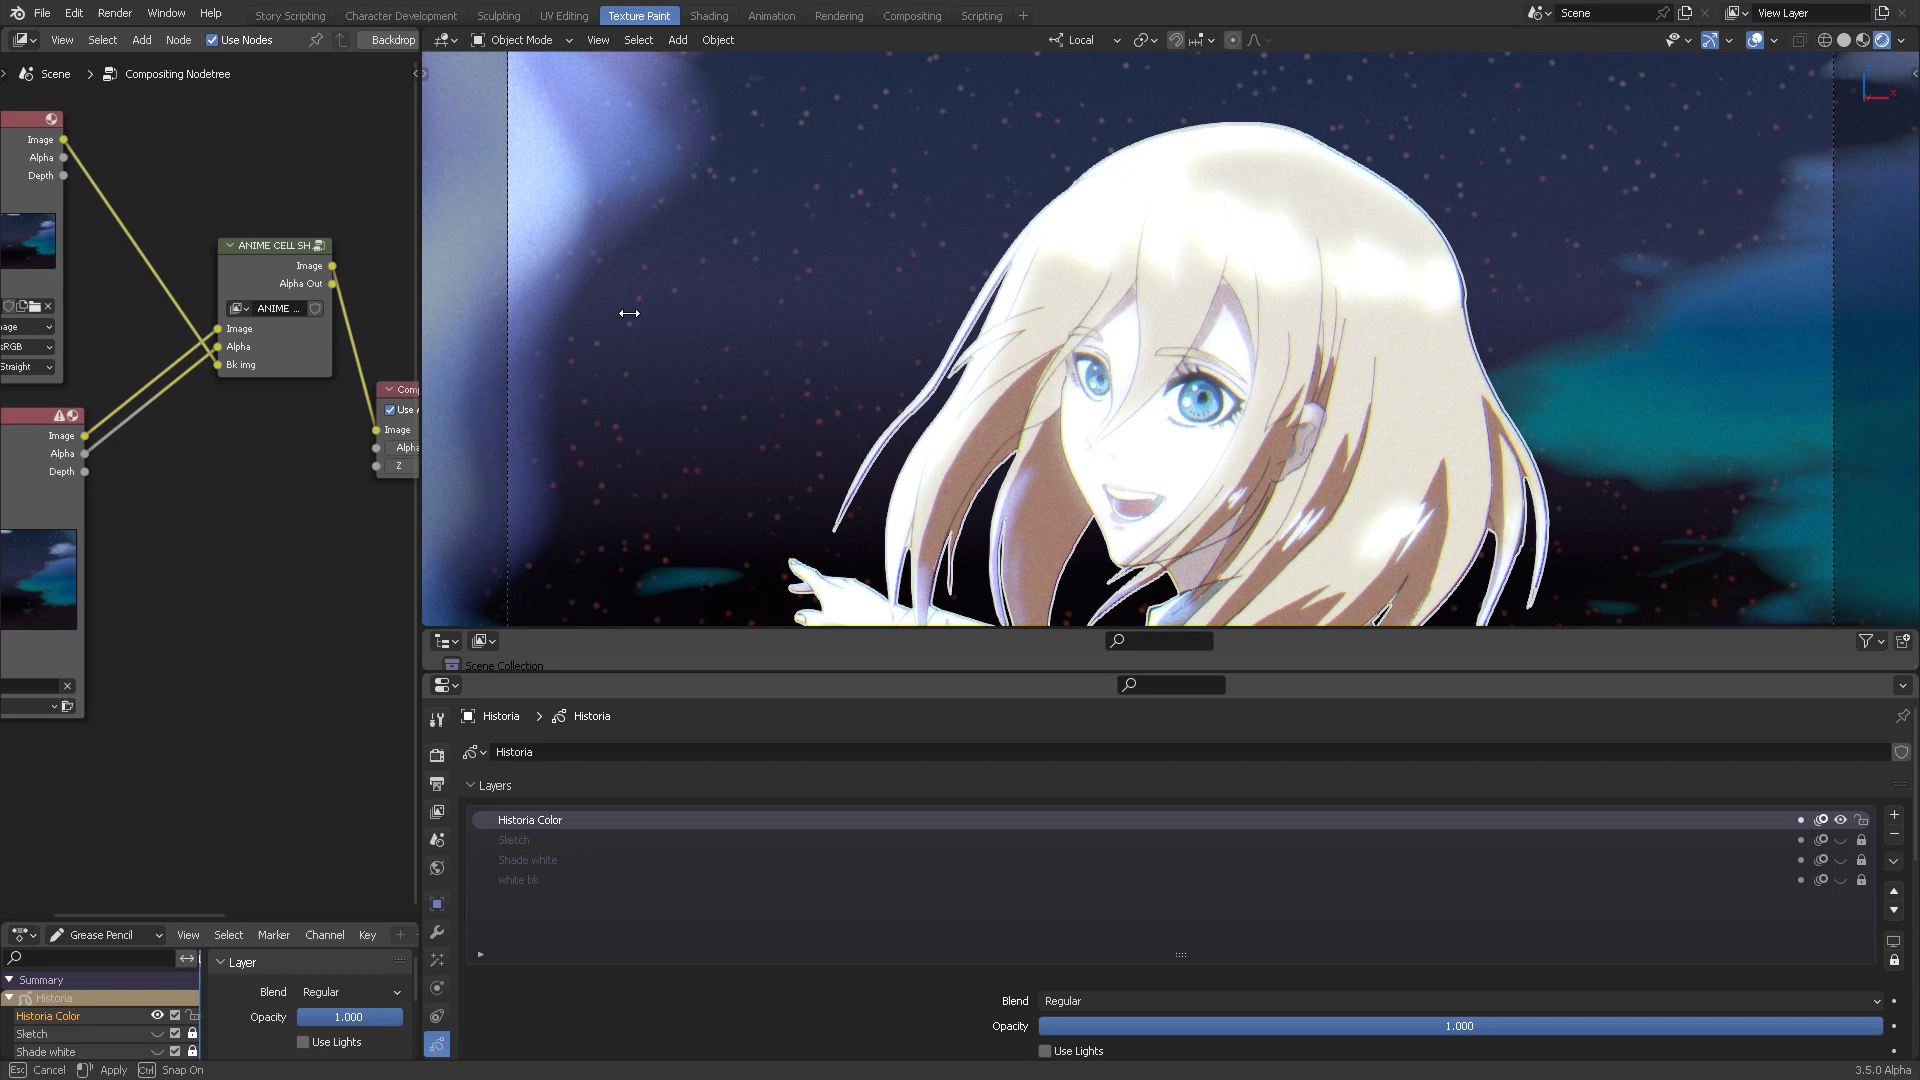 File Edit Render Window Help Story Scripting Character Development Sculpting UV Editing Texture Paint Shading Animation Rendering Compositing Scripting + Scene View Layer
View Select Add Node Use Nodes Backdrop Object Mode View Select Add Object Local
Scene > Compositing Nodetree
Image
Alpha
Depth
ANIME CELL SH
Image
Alpha Out
ANIME ...
Image
Alpha
Bk img
sRGB
Straight
Image
Alpha
Depth
Use
Image
Z
X
Scene Collection
Historia > Historia
Historia
Layers
Historia Color
Sketch
Shade white
white bk
Blend Regular
Opacity 1.000
Use Lights
Grease Pencil View Select Marker Channel Key
Summary
Historia
Historia Color
Sketch
Shade white
Layer
Blend Regular
Opacity 1.000
Use Lights
Esc Cancel Apply Ctrl Snap On 3.5.0 Alpha